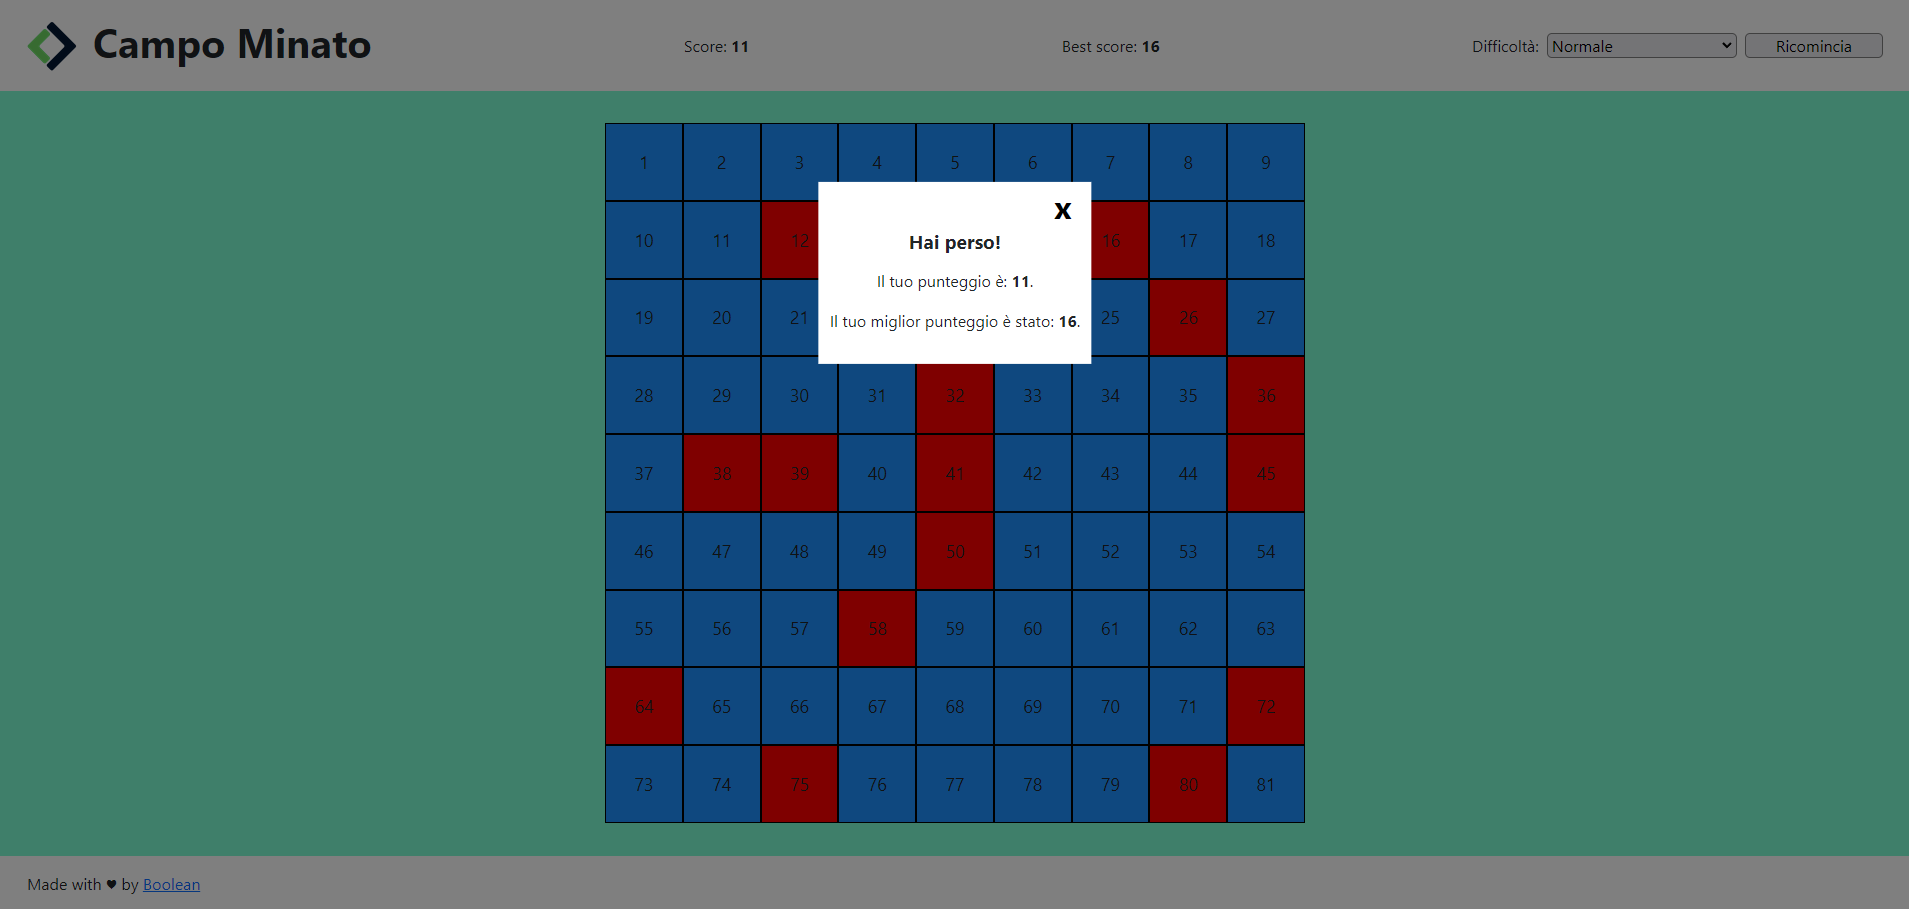 Campo Minato Score: 11 Best score: 16 Difficoltà: Normale Ricomincia
1 2 3 4 5 6 7 8 9
X
10 11 12 16 17 18
Hai perso!
Il tuo punteggio è: 11.
19 20 21 25 26 27
Il tuo miglior punteggio è stato: 16.
28 29 30 31 32 33 34 35 36
37 38 39 40 41 42 43 44 45
46 47 48 49 50 51 52 53 54
55 56 57 58 59 60 61 62 63
64 65 66 67 68 69 70 71 72
73 74 75 76 77 78 79 80 81
Made with ♥ by Boolean